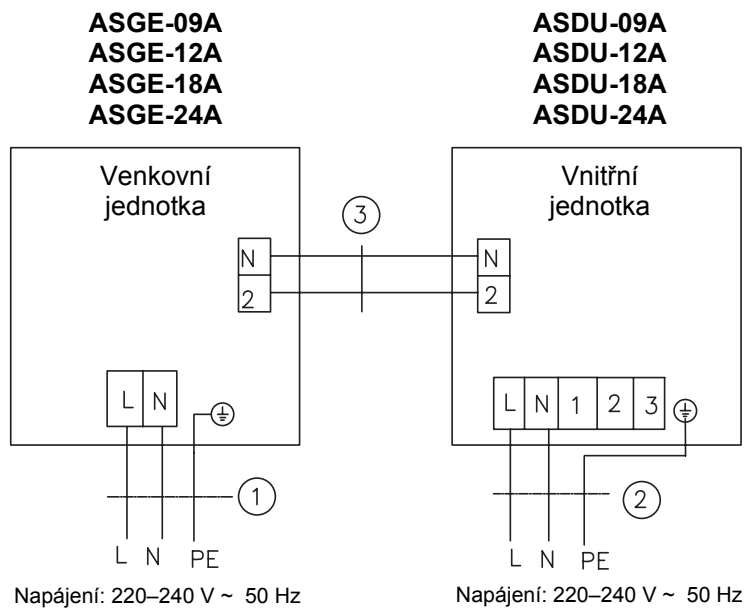 ASGE-09A
ASGE-12A
ASGE-18A
ASGE-24A
ASDU-09A
ASDU-12A
ASDU-18A
ASDU-24A
Venkovní
jednotka
Vnitřní
jednotka
3
N
2
N
2
L N
L N 1 2 3
1
2
L N PE
L N PE
Napájení: 220–240 V ~ 50 Hz
Napájení: 220–240 V ~ 50 Hz